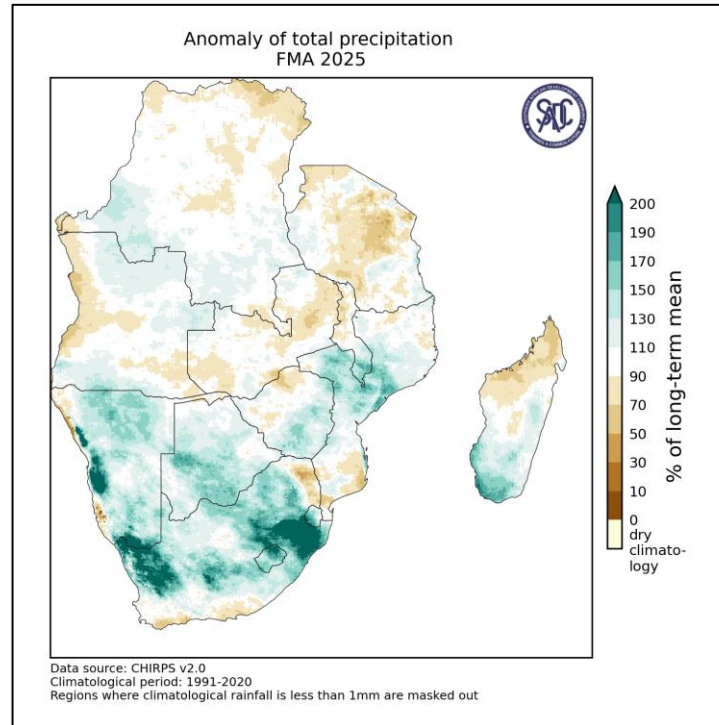 Anomaly of total precipitation
FMA 2025
SADC
200
190
170
150
130
110
90
70
50
30
10
0
dry
climato-
logy
% of long-term mean
Data source: CHIRPS v2.0
Climatological period: 1991-2020
Regions where climatological rainfall is less than 1mm are masked out